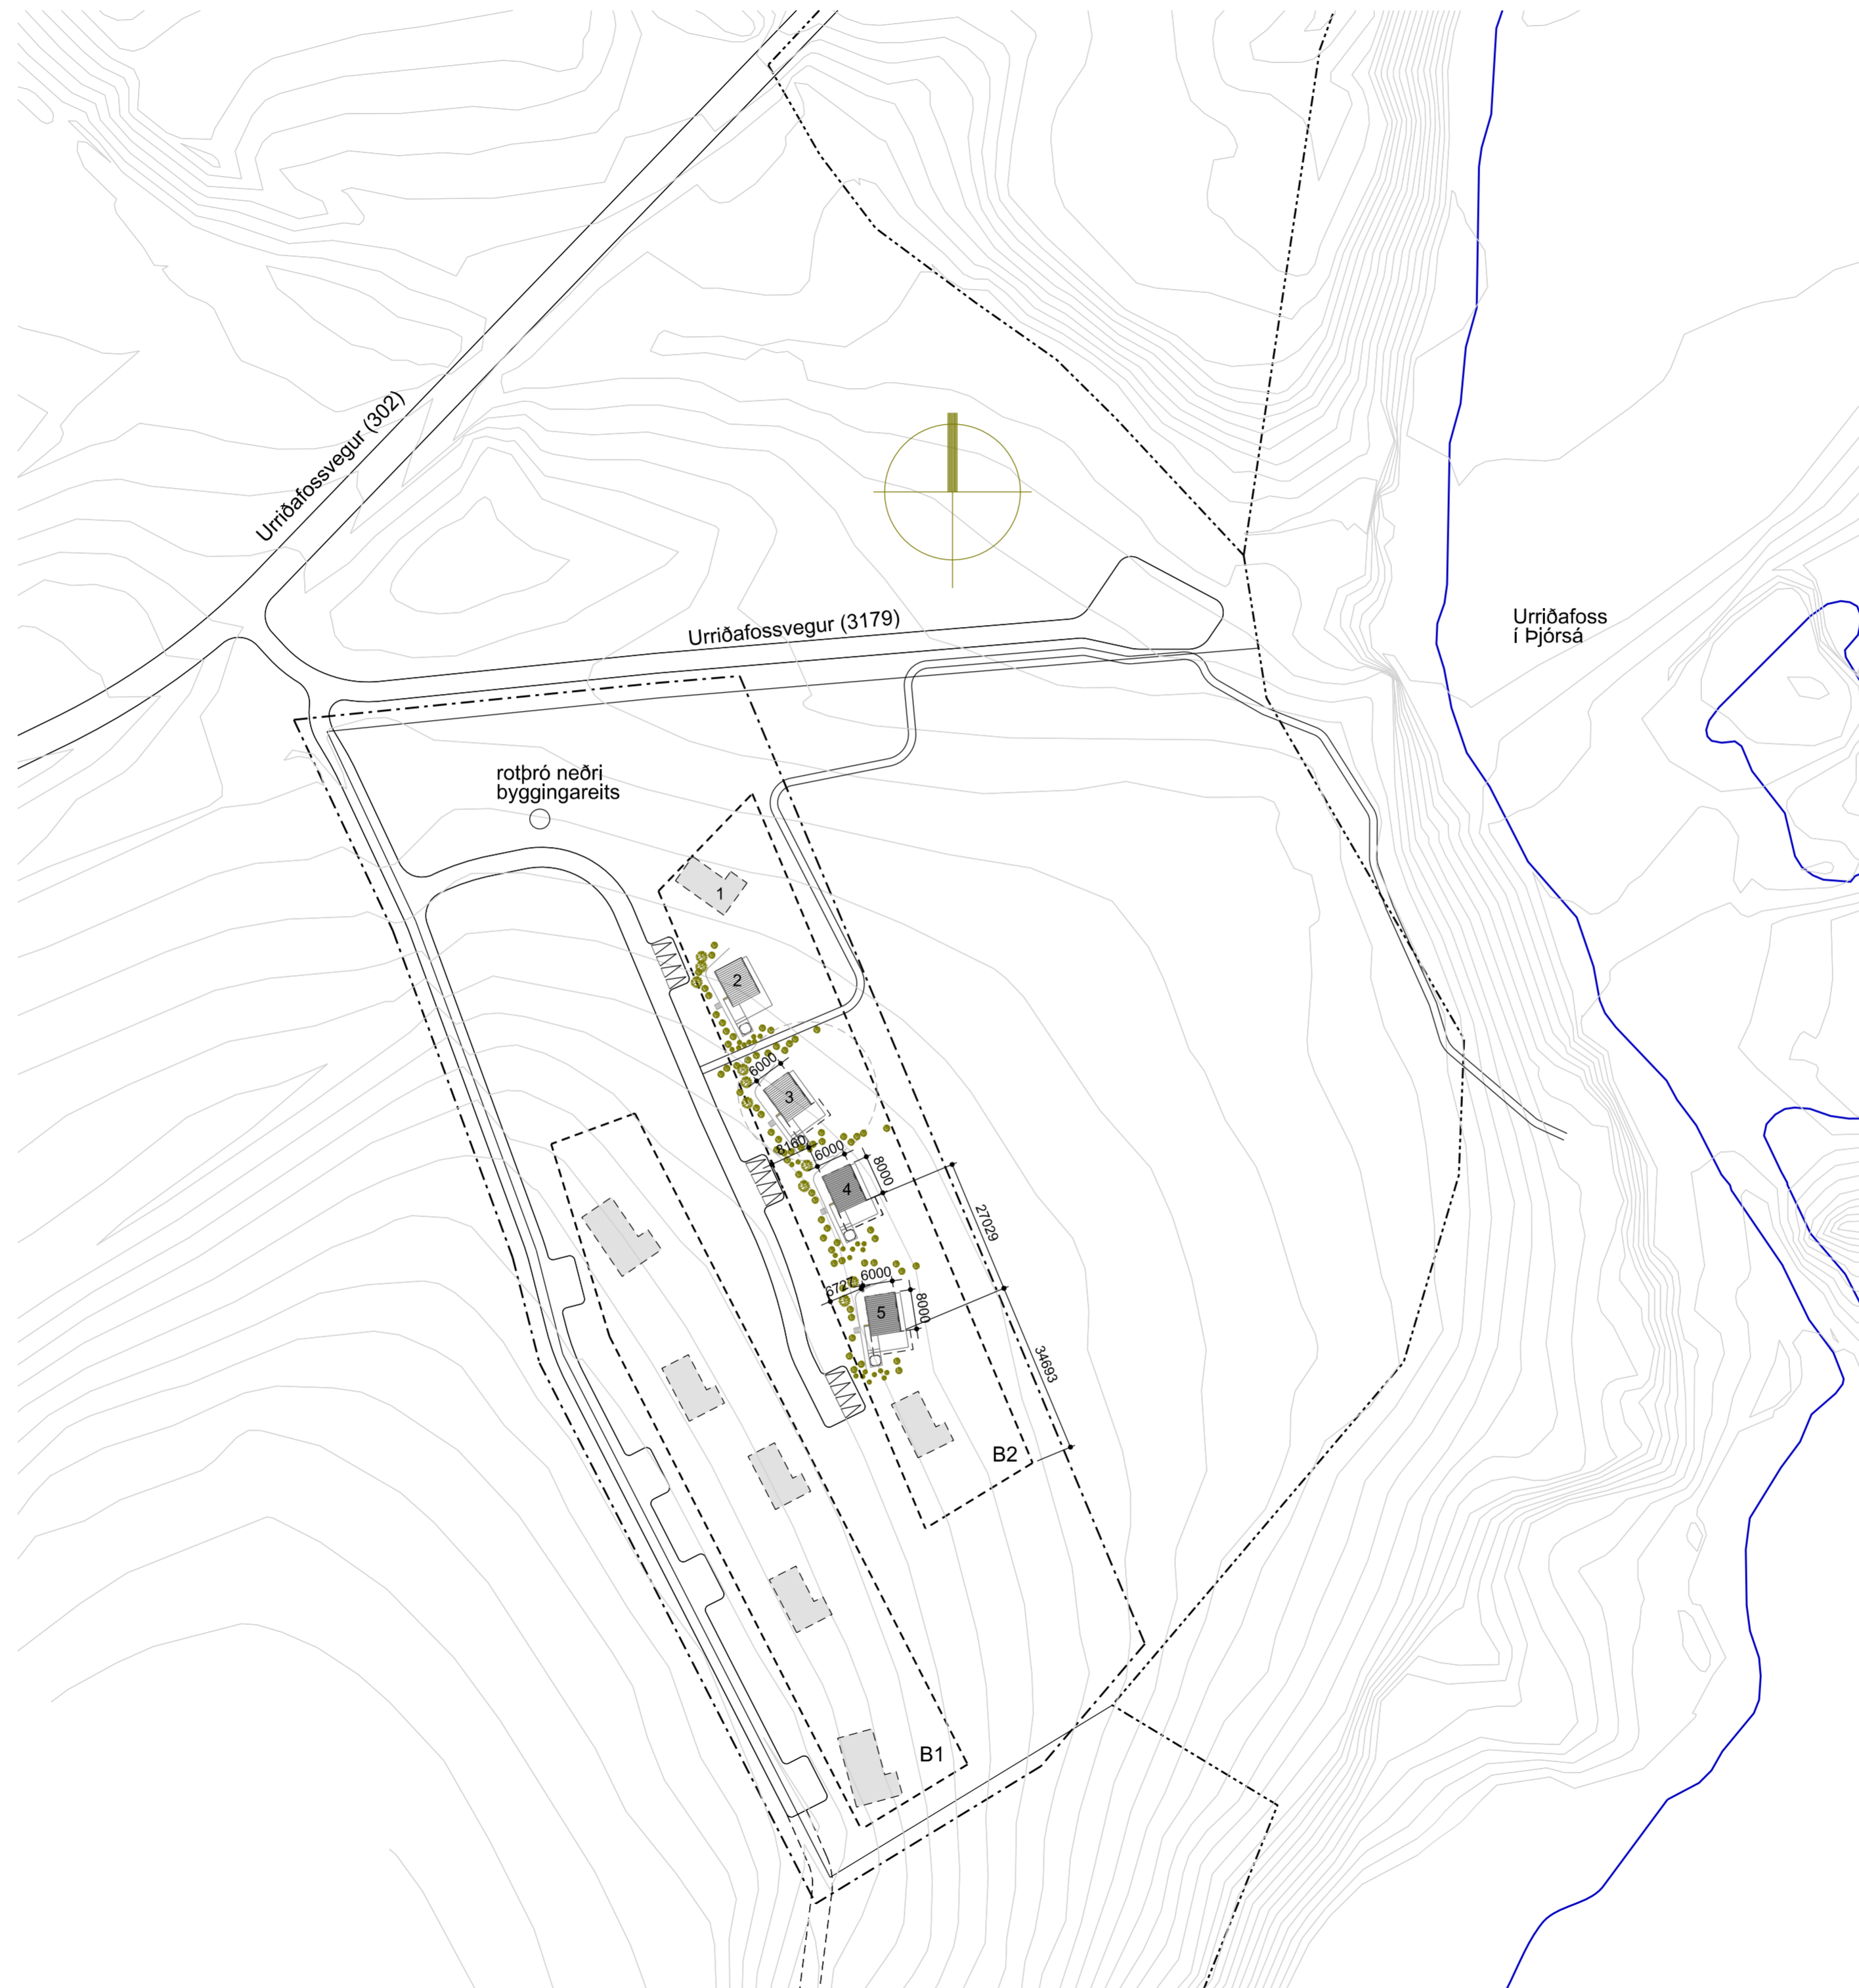 Urriðafossvegur (302)
Urriðafossvegur (3179)
Urriðafoss
í Þjórsá
rotþró neðri
byggingareits
1
2
6000
3
8160
6000
8000
4
27029
6727
6000
8000
5
34693
B2
B1